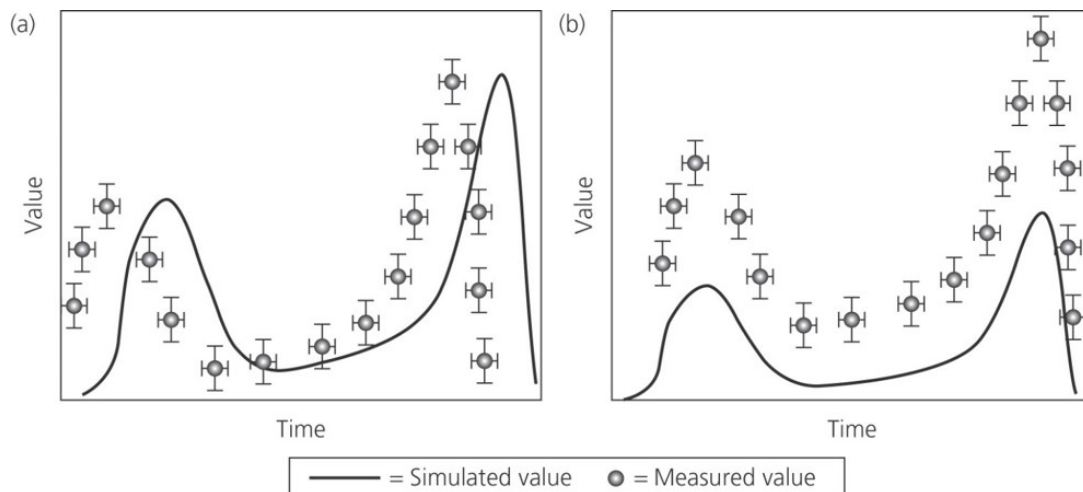 (a)
Value
Time
(b)
Value
Time
= Simulated value
= Measured value